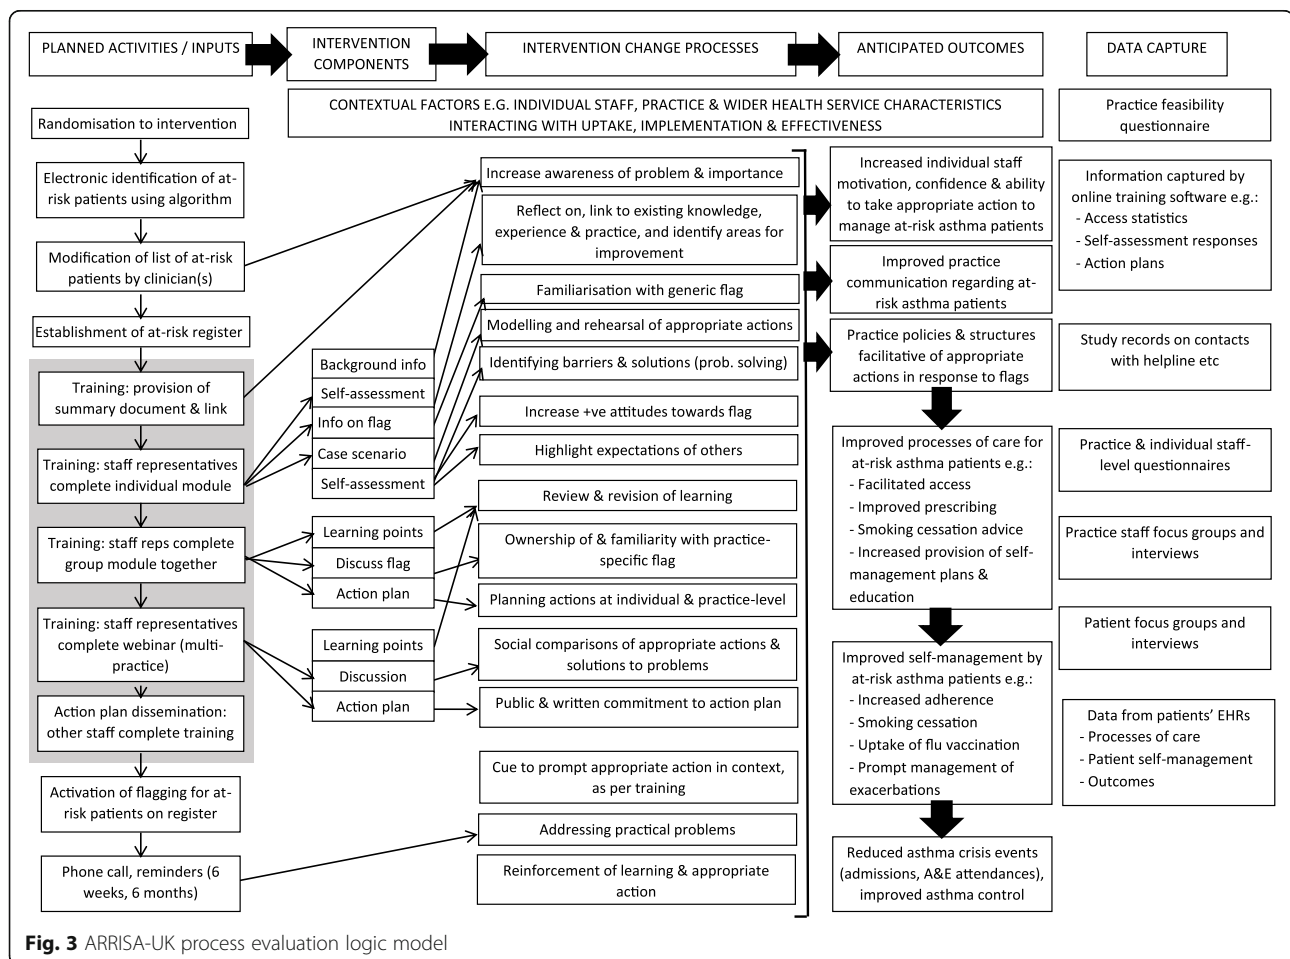 PLANNED ACTIVITIES / INPUTS
INTERVENTION
COMPONENTS
INTERVENTION CHANGE PROCESSES
ANTICIPATED OUTCOMES
DATA CAPTURE
CONTEXTUAL FACTORS E.G. INDIVIDUAL STAFF, PRACTICE & WIDER HEALTH SERVICE CHARACTERISTICS
INTERACTING WITH UPTAKE, IMPLEMENTATION & EFFECTIVENESS
Randomisation to intervention
Electronic identification of at-
risk patients using algorithm
Modification of list of at-risk
patients by clinician(s)
Establishment of at-risk register
Training: provision of
summary document & link
Training: staff representatives
complete individual module
Training: staff reps complete
group module together
Training: staff representatives
complete webinar (multi-
practice)
Action plan dissemination:
other staff complete training
Activation of flagging for at-
risk patients on register
Phone call, reminders (6
weeks, 6 months)
Background info
Self-assessment
Info on flag
Case scenario
Self-assessment
Learning points
Discuss flag
Action plan
Learning points
Discussion
Action plan
Increase awareness of problem & importance
Reflect on, link to existing knowledge,
experience & practice, and identify areas for
improvement
Familiarisation with generic flag
Modelling and rehearsal of appropriate actions
Identifying barriers & solutions (prob. solving)
Increase +ve attitudes towards flag
Highlight expectations of others
Review & revision of learning
Ownership of & familiarity with practice-
specific flag
Planning actions at individual & practice-level
Social comparisons of appropriate actions &
solutions to problems
Public & written commitment to action plan
Cue to prompt appropriate action in context,
as per training
Addressing practical problems
Reinforcement of learning & appropriate
action
Increased individual staff
motivation, confidence & ability
to take appropriate action to
manage at-risk asthma patients
Improved practice
communication regarding at-
risk asthma patients
Practice policies & structures
facilitative of appropriate
actions in response to flags
Improved processes of care for
at-risk asthma patients e.g.:
- Facilitated access
- Improved prescribing
- Smoking cessation advice
- Increased provision of self-
management plans &
education
Improved self-management by
at-risk asthma patients e.g.:
- Increased adherence
- Smoking cessation
- Uptake of flu vaccination
- Prompt management of
exacerbations
Reduced asthma crisis events
(admissions, A&E attendances),
improved asthma control
Practice feasibility
questionnaire
Information captured by
online training software e.g.:
- Access statistics
- Self-assessment responses
- Action plans
Study records on contacts
with helpline etc
Practice & individual staff-
level questionnaires
Practice staff focus groups and
interviews
Patient focus groups and
interviews
Data from patients' EHRs
- Processes of care
- Patient self-management
- Outcomes
Fig. 3 ARRISA-UK process evaluation logic model